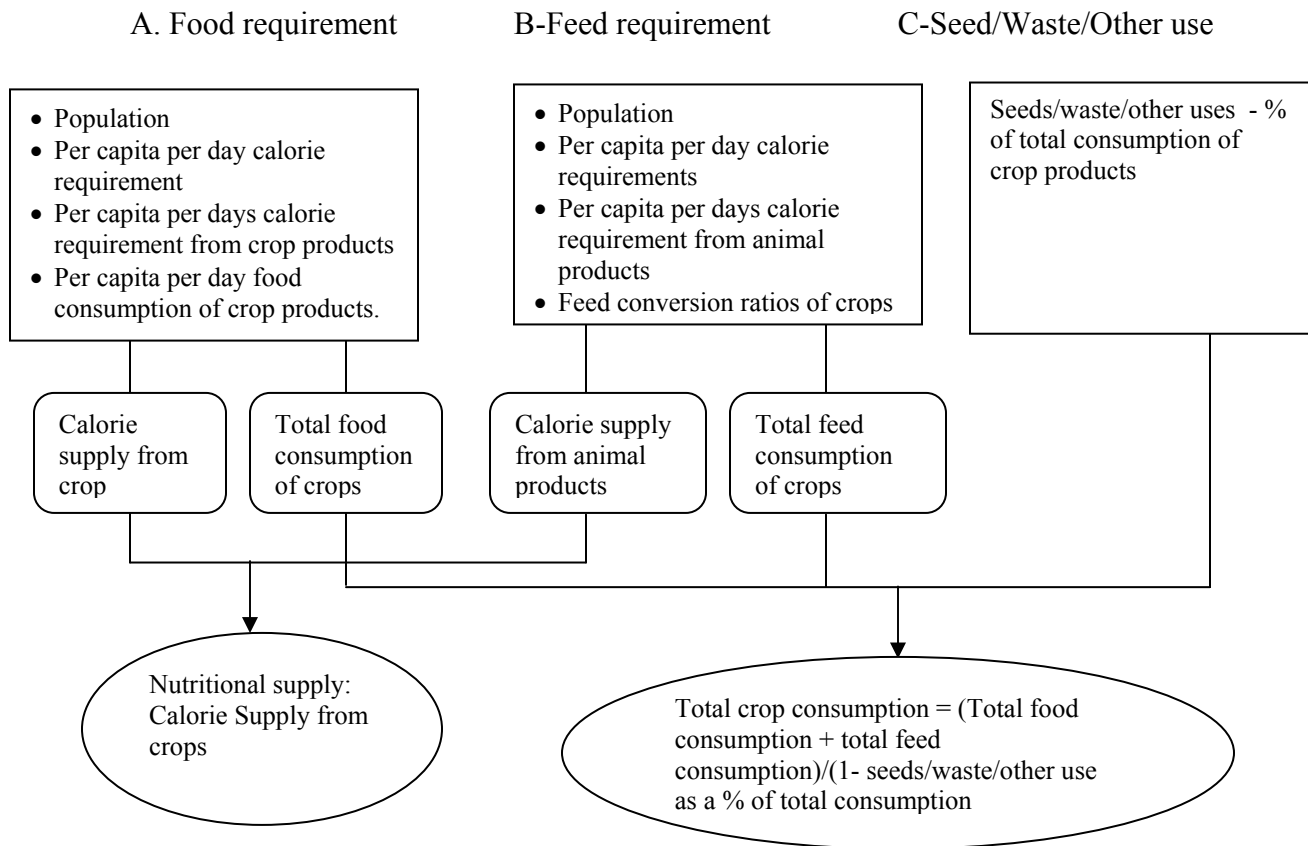 A. Food requirement
B-Feed requirement
C-Seed/Waste/Other use
• Population
• Per capita per day calorie
requirement
• Per capita per days calorie
requirement from crop products
• Per capita per day food
consumption of crop products.
• Population
• Per capita per day calorie
requirements
• Per capita per days calorie
requirement from animal
products
• Feed conversion ratios of crops
Seeds/waste/other uses - %
of total consumption of
crop products
Calorie
supply from
crop
Total food
consumption
of crops
Calorie supply
from animal
products
Total feed
consumption
of crops
Nutritional supply:
Calorie Supply from
crops
Total crop consumption = (Total food
consumption + total feed
consumption)/(1- seeds/waste/other use
as a % of total consumption